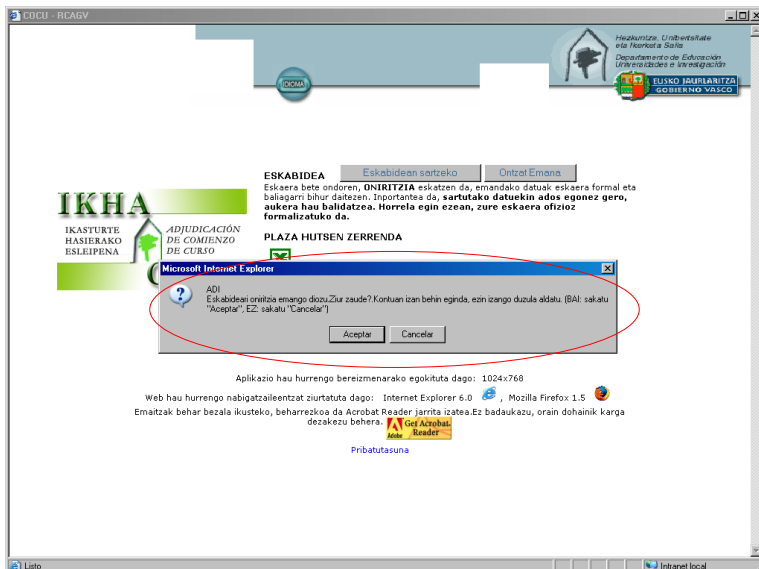 COCU - RCAGV
Hezkuntza, Unibertsitate
eta Ikerketa Saila
Departamento de Educación
Universidades e investigación
EUSKO JAURLARITZA
GOBIERNO VASCO
IDIOMA
ESKABIDEA Eskabidean sartzeko Ontzat Emana
Eskaera bete ondoren, ONIRITZIA eskatzen da, emandako datuak eskaera formal eta
baliagarri bihur daitezen. Inportantea da, sartutako datuekin ados egonez gero,
aukera hau balidatzea. Horrela egin ezean, zure eskaera ofizioz
formalizatuko da.
IKHA
IKASTURTE
HASIERAKO
ESLEIPENA
ADJUDICACIÓN
DE COMIENZO
DE CURSO
PLAZA HUTSEN ZERRENDA
Microsoft Internet Explorer
ADI
Eskabideari oniritzia emango diozu.Ziur zaude?.Kontuan izan behin eginda, ezin izango duzula aldatu. (BAI: sakatu
"Aceptar", EZ: sakatu "Cancelar")
Aceptar Cancelar
Aplikazio hau hurrengo bereizmenarako egokituta dago: 1024x768
Web hau hurrengo nabigatzaileentzat ziurtatuta dago: Internet Explorer 6.0 , Mozilla Firefox 1.5
Emaitzak behar bezala ikusteko, beharrezkoa da Acrobat Reader jarrita izatea.Ez badaukazu, orain dohainik karga
dezakezu behera.
Get Acrobat
Reader
Adobe
Pribatutasuna
Listo
Intranet local